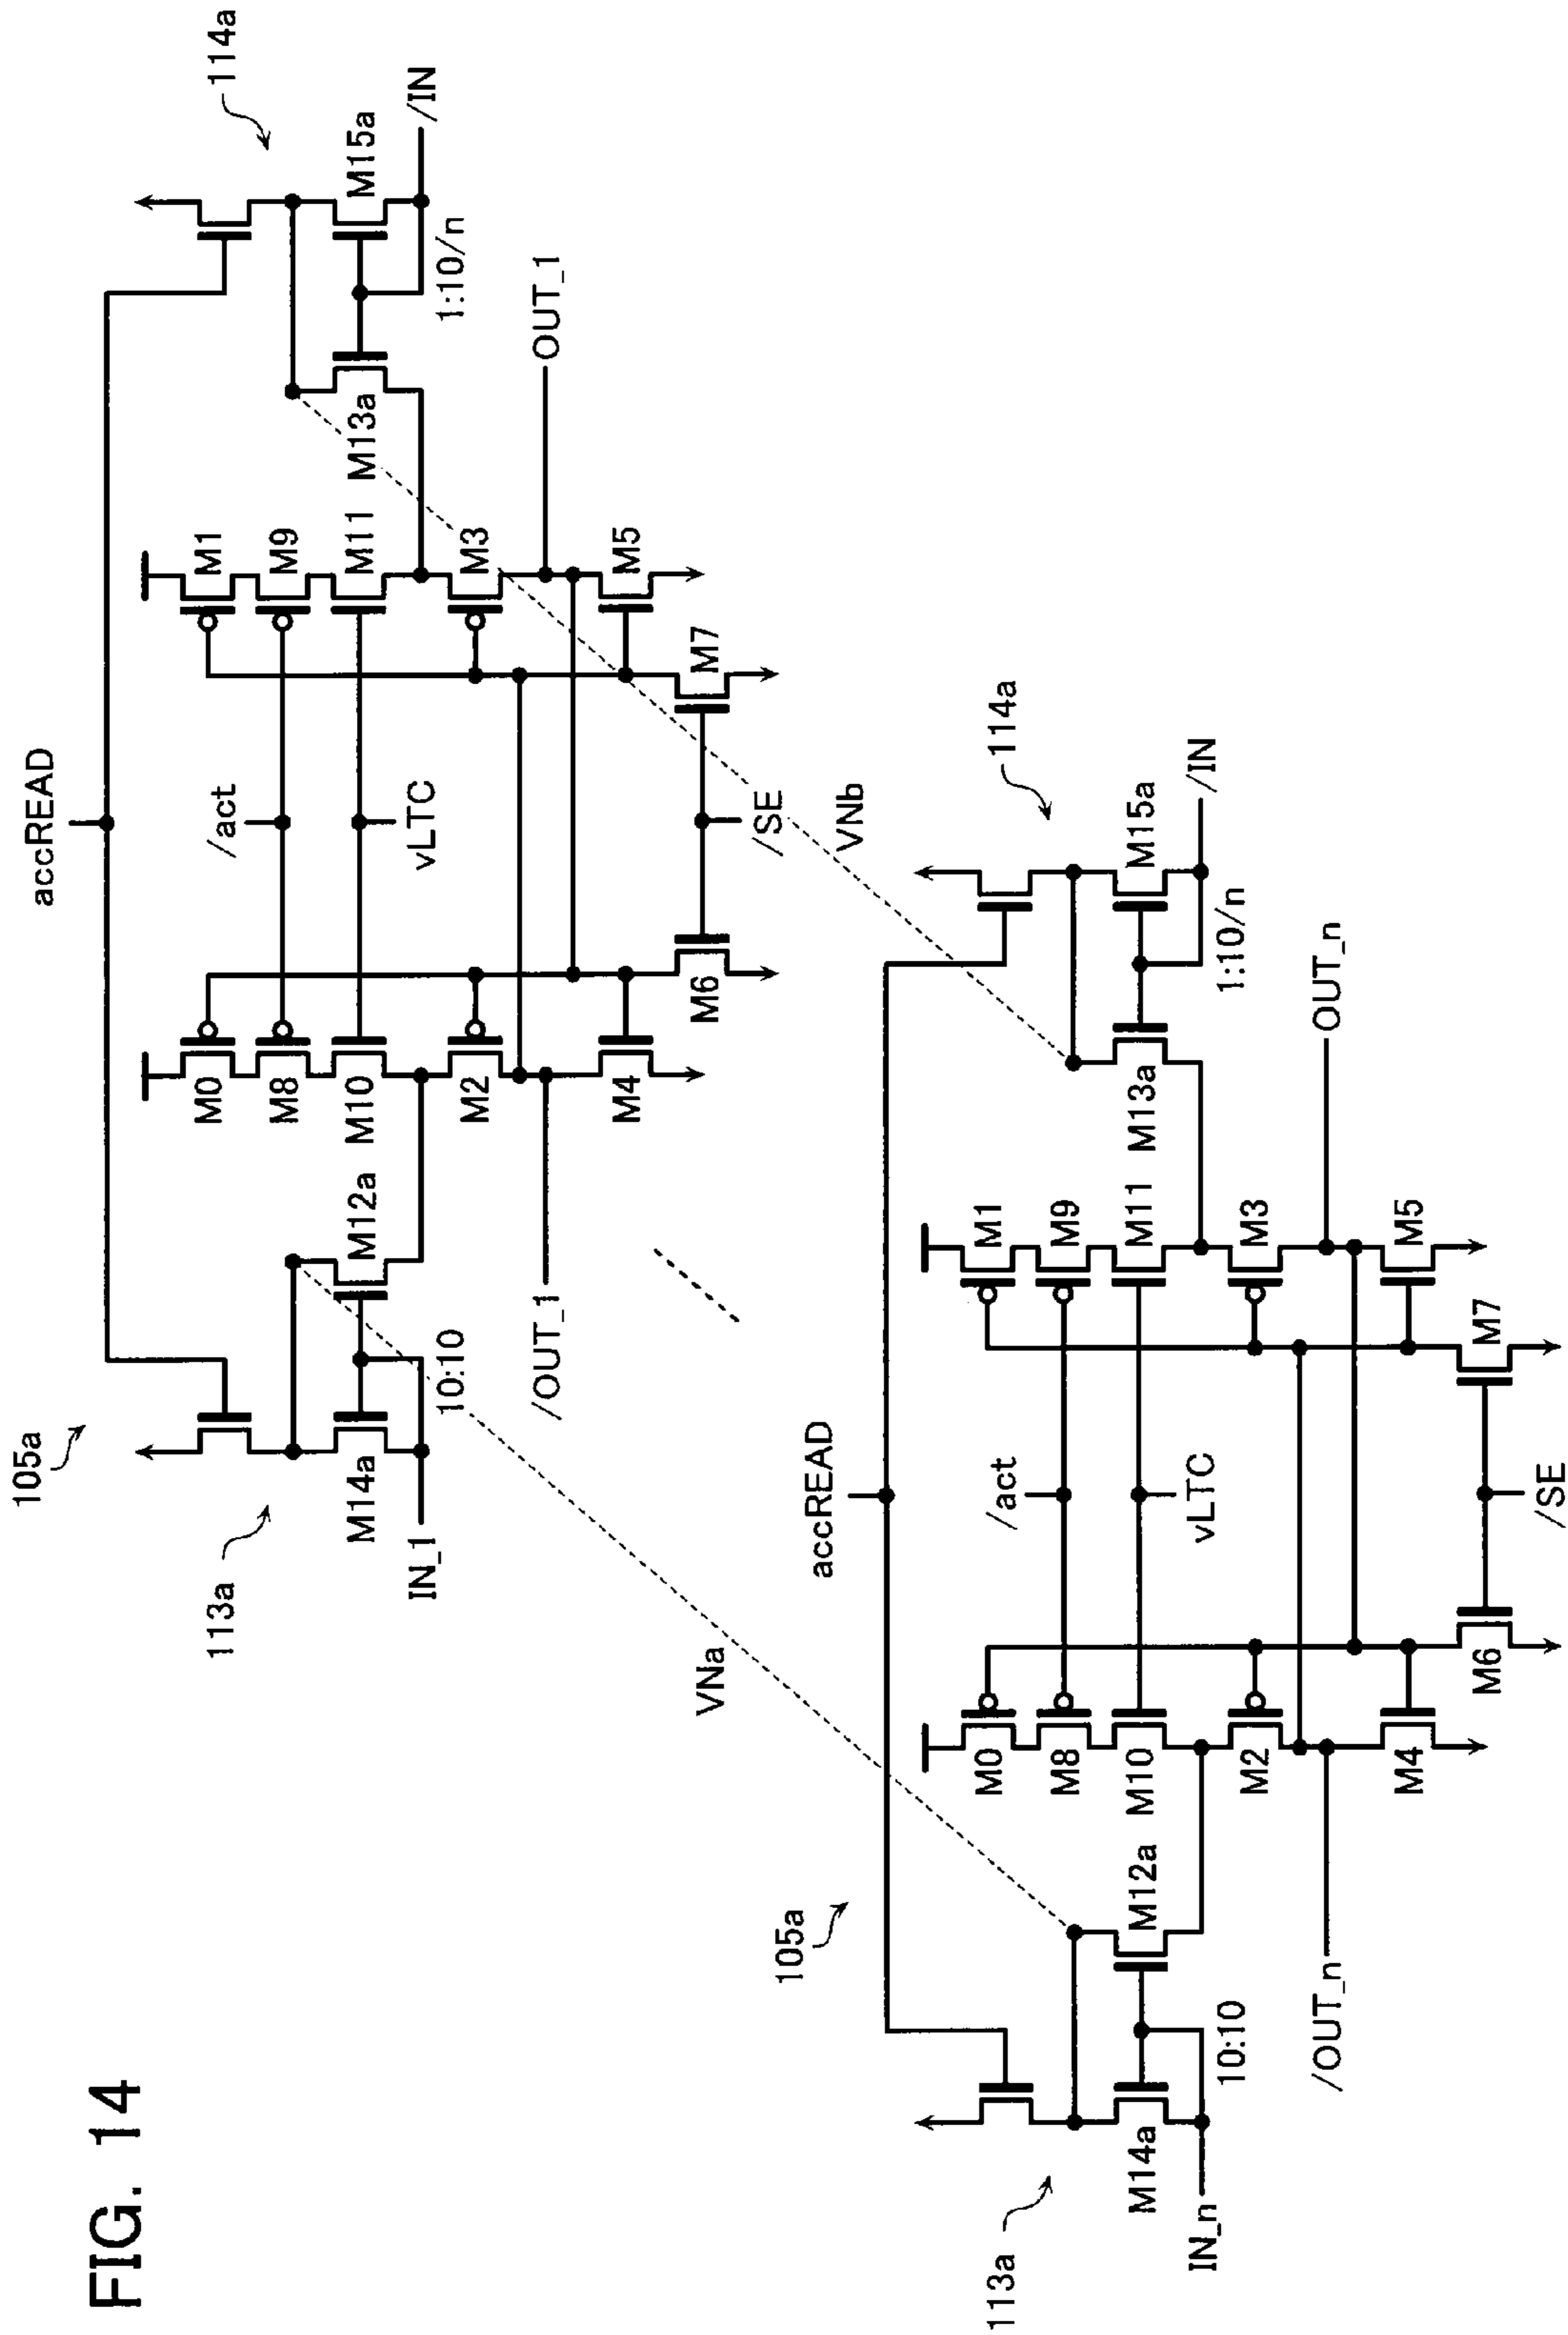 FIG. 14
105a
accREAD
113a
114a
M14a
10:10
M12a
IN_1
M0
M8
M10
M2
M4
/OUT_1
/act
vLTC
M1
M9
M11
M3
M5
M6
M7
/SE
M13a
M15a
1:10/n
/IN
OUT_1
VNa
VNb
105a
accREAD
113a
114a
M14a
10:10
M12a
IN_n
M0
M8
M10
M2
M4
/OUT_n
/act
vLTC
M1
M9
M11
M3
M5
M6
M7
/SE
M13a
M15a
1:10/n
/IN
OUT_n